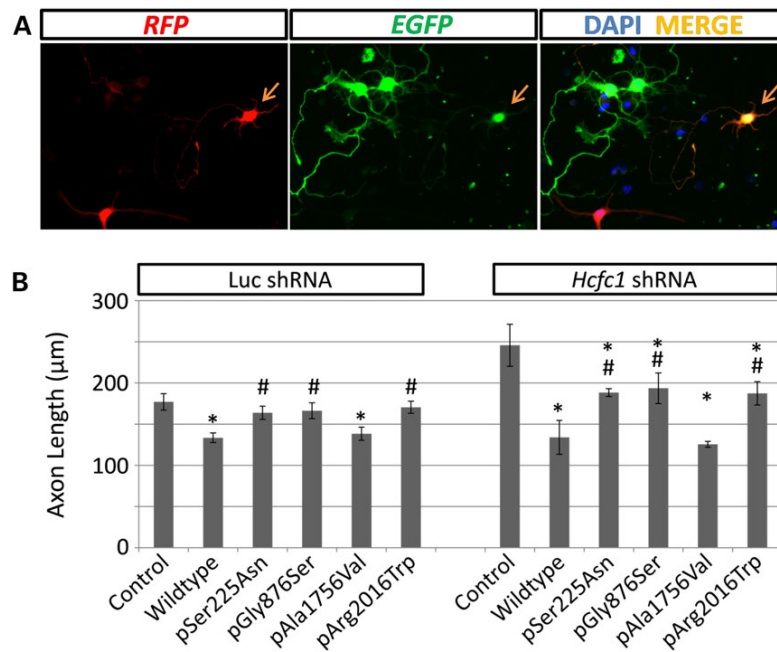 A
RFP
EGFP
DAPI MERGE
B
Luc shRNA
Hcfc1 shRNA
Axon Length (µm)
300
200
100
0
* # # * #
* * # * # * * #
Control
Wildtype
pSer225Asn
pGly876Ser
pAla1756Val
pArg2016Trp
Control
Wildtype
pSer225Asn
pGly876Ser
pAla1756Val
pArg2016Trp